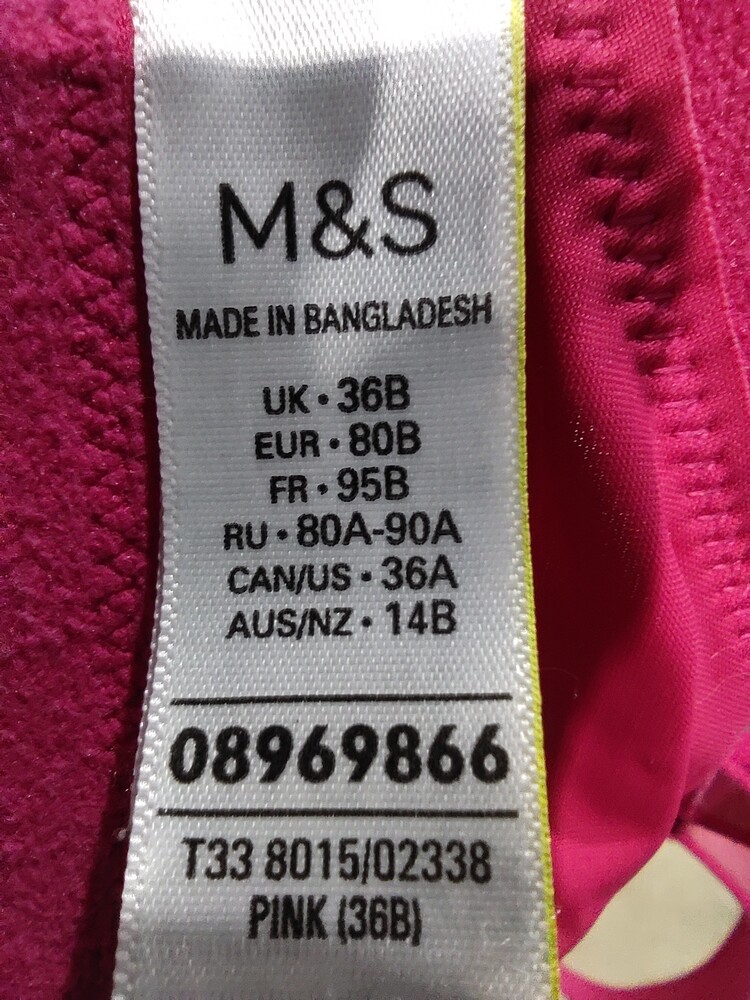 M&S
MADE IN BANGLADESH
UK • 36B
EUR • 80B
FR • 95B
RU • 80A-90A
CAN/US • 36A
AUS/NZ • 14B
08969866
T33 8015/02338
PINK (36B)